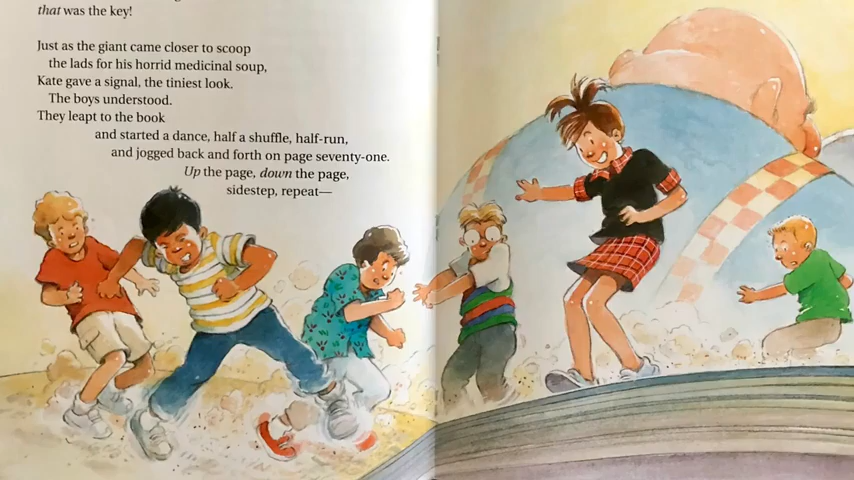 that was the key!
Just as the giant came closer to scoop
the lads for his horrid medicinal soup,
Kate gave a signal, the tiniest look.
The boys understood.
They leapt to the book
and started a dance, half a shuffle, half-run,
and jogged back and forth on page seventy-one.
Up the page, down the page,
sidestep, repeat—